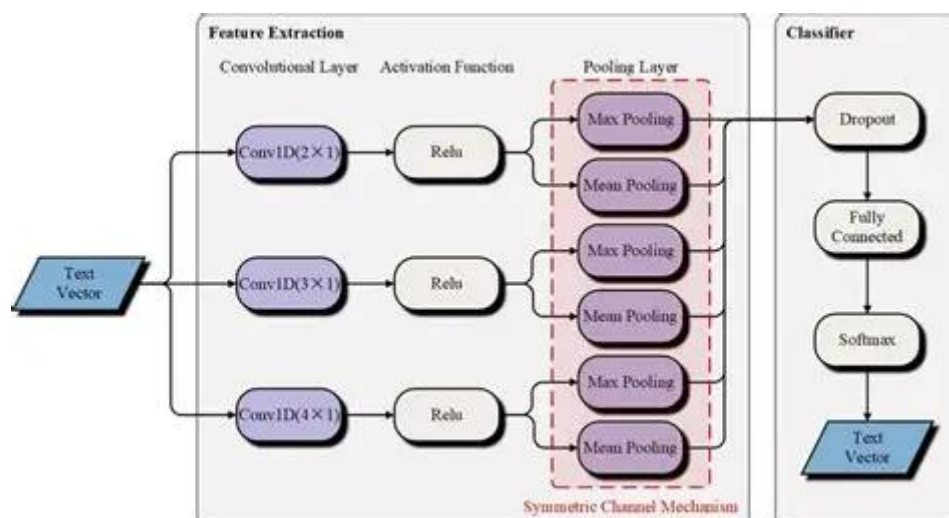 Feature Extraction
Classifier
Convolutional Layer
Activation Function
Pooling Layer
Max Pooling
Dropout
Conv1D(2×1)
Relu
Mean Pooling
Fully
Connected
Max Pooling
Text
Vector
Conv1D(3×1)
Relu
Mean Pooling
Softmax
Max Pooling
Conv1D(4×1)
Relu
Mean Pooling
Text
Vector
Symmetric Channel Mechanism